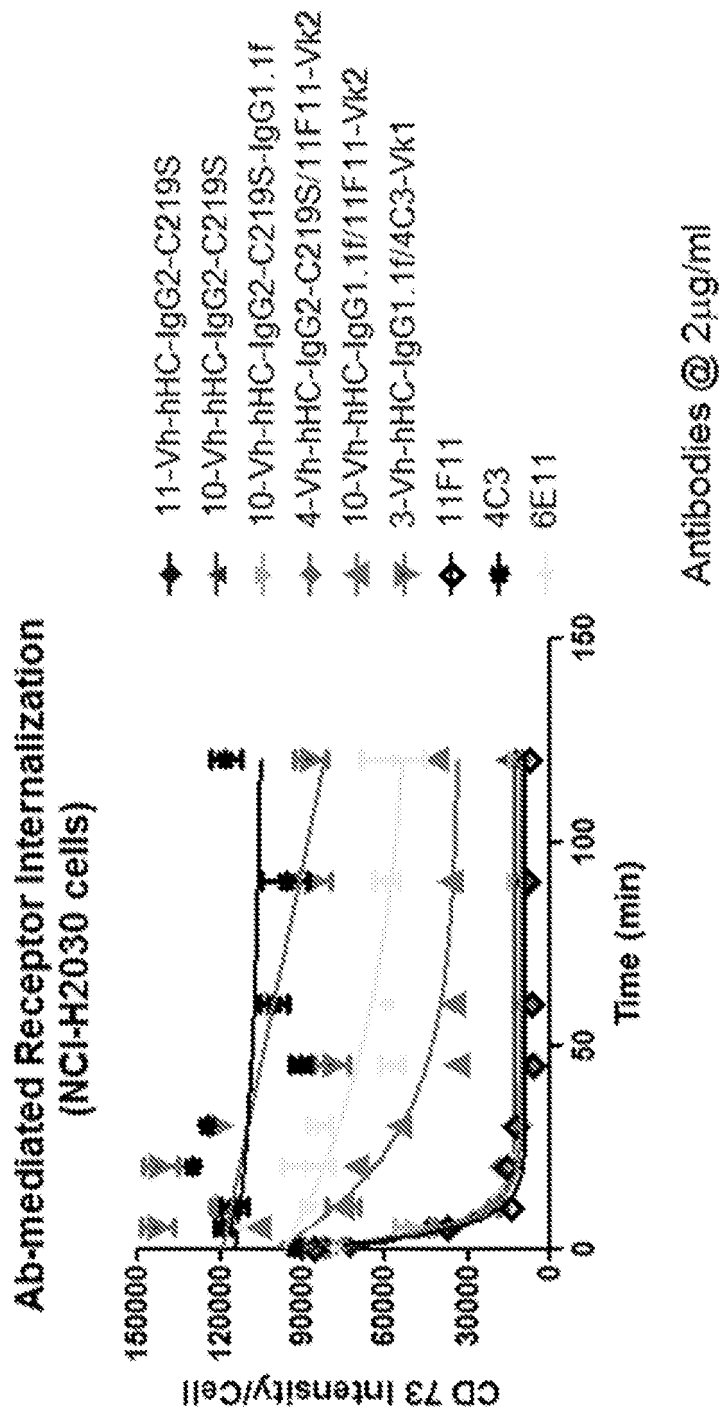 Ab-mediated Receptor Internalization
(NCI-H2030 cells)
CD 73 Intensity/Cell
150000
120000
90000
60000
30000
0
0
50
100
150
Time (min)
11-Vh-hHC-IgG2-C219S
10-Vh-hHC-IgG2-C219S
10-Vh-hHC-IgG2-C219S-IgG1.1f
4-Vh-hHC-IgG2-C219S/11F11-Vk2
10-Vh-hHC-IgG1.1f/11F11-Vk2
3-Vh-hHC-IgG1.1f/4C3-Vk1
11F11
4C3
6E11
Antibodies @ 2µg/ml